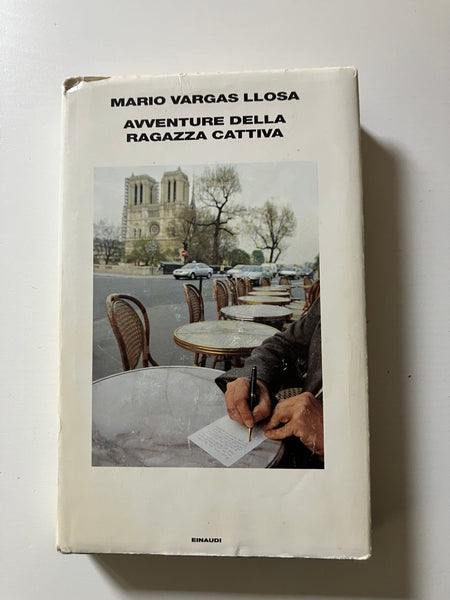 MARIO VARGAS LLOSA
AVVENTURE DELLA
RAGAZZA CATTIVA
EINAUDI